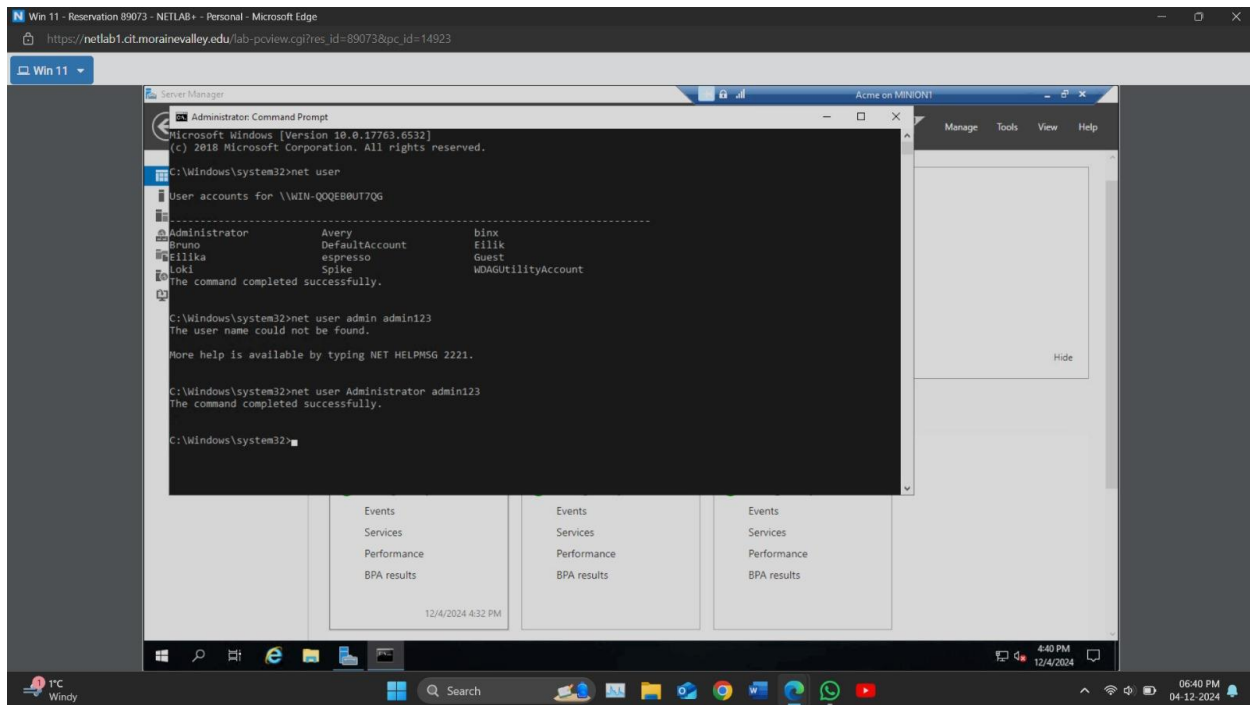 Win 11 - Reservation 89073 - NETLAB+ - Personal - Microsoft Edge
https://netlab1.cit.morainevalley.edu/lab-pcview.cgi?res_id=89073&pc_id=14923
Win 11
Server Manager
Acme on MINION1
Manage Tools View Help
Administrator: Command Prompt
Microsoft Windows [Version 10.0.17763.6532]
(c) 2018 Microsoft Corporation. All rights reserved.
C:\Windows\system32>net user
User accounts for \\WIN-QOQEB0UT7QG
-------------------------------------------------------------------------------
Administrator Avery binx
Bruno DefaultAccount Eilik
Eilika espresso Guest
Loki Spike WDAGUtilityAccount
The command completed successfully.
C:\Windows\system32>net user admin admin123
The user name could not be found.
More help is available by typing NET HELPMSG 2221.
C:\Windows\system32>net user Administrator admin123
The command completed successfully.
C:\Windows\system32>
Hide
Events Events Events
Services Services Services
Performance Performance Performance
BPA results BPA results BPA results
12/4/2024 4:32 PM
4:40 PM
12/4/2024
1
1°C
Windy
Search
06:40 PM
04-12-2024